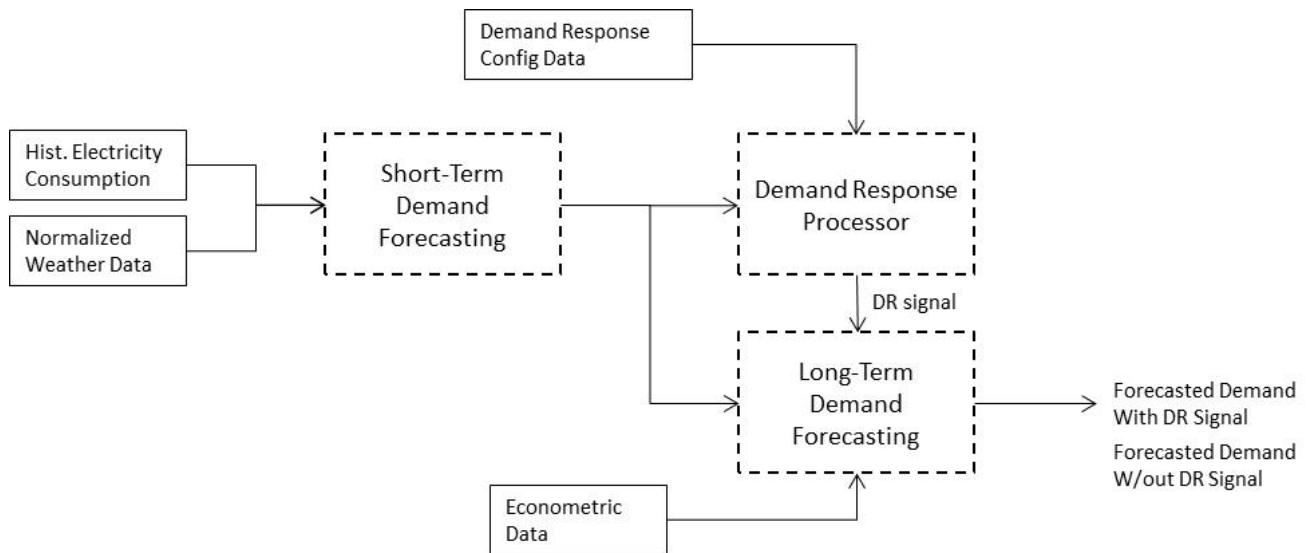 Demand Response
Config Data
Hist. Electricity
Consumption
Normalized
Weather Data
Short-Term
Demand
Forecasting
Demand Response
Processor
DR signal
Long-Term
Demand
Forecasting
Forecasted Demand
With DR Signal
Forecasted Demand
W/out DR Signal
Econometric
Data